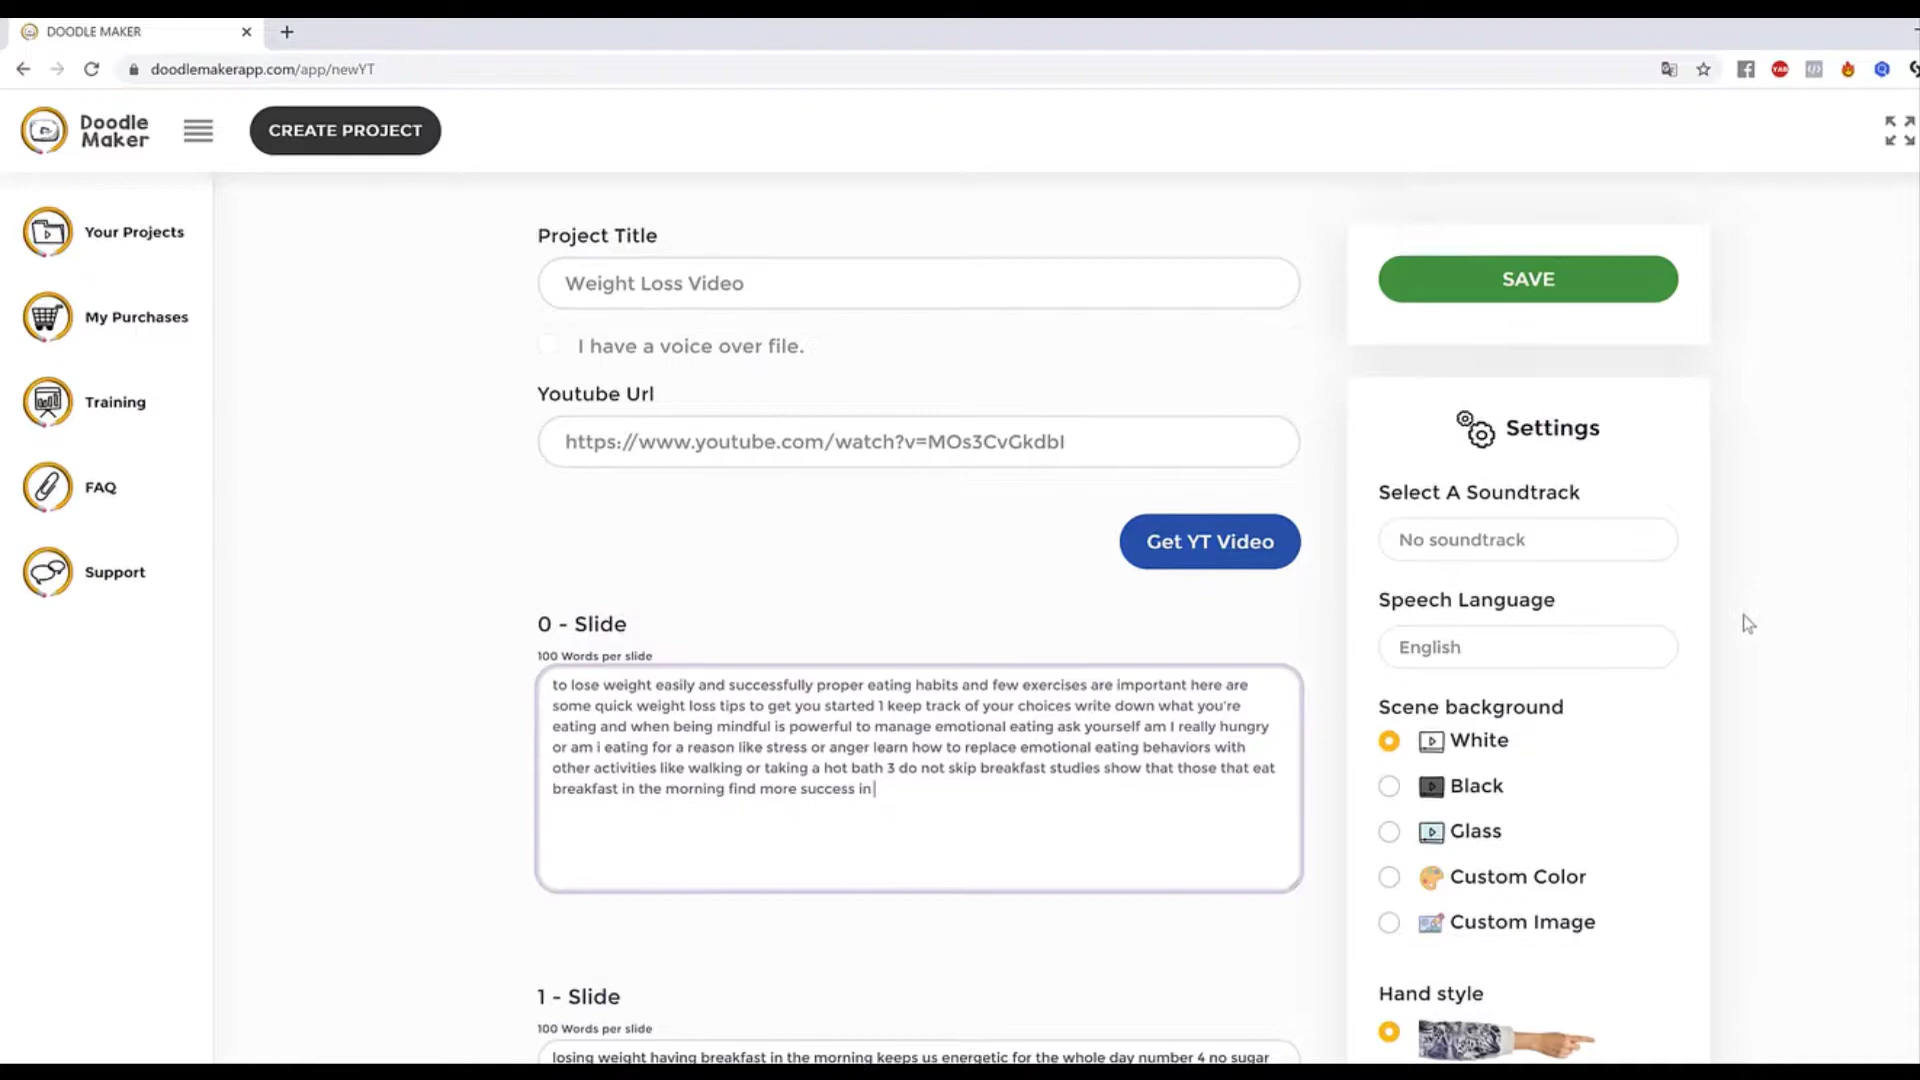 DOODLE MAKER
doodlemakerapp.com/app/newYT
Doodle
Maker
CREATE PROJECT
Your Projects
My Purchases
Training
FAQ
Support
Project Title
Weight Loss Video
I have a voice over file.
Youtube Url
https://www.youtube.com/watch?v=MOs3CvGkdbI
Get YT Video
0 - Slide
100 Words per slide
to lose weight easily and successfully proper eating habits and few exercises are important here are
some quick weight loss tips to get you started 1 keep track of your choices write down what you're
eating and when being mindful is powerful to manage emotional eating ask yourself am I really hungry
or am i eating for a reason like stress or anger learn how to replace emotional eating behaviors with
other activities like walking or taking a hot bath 3 do not skip breakfast studies show that those that eat
breakfast in the morning find more success in
1 - Slide
100 Words per slide
losing weight having breakfast in the morning keeps us energetic for the whole day number 4 no sugar
SAVE
Settings
Select A Soundtrack
No soundtrack
Speech Language
English
Scene background
White
Black
Glass
Custom Color
Custom Image
Hand style